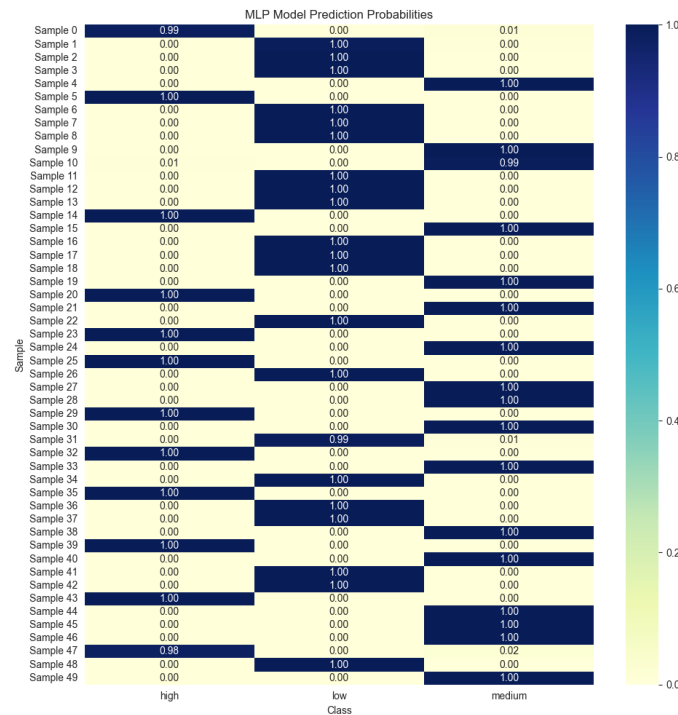 MLP Model Prediction Probabilities
Sample 0 0.99 0.00 0.01
Sample 1 0.00 1.00 0.00
Sample 2 0.00 1.00 0.00
Sample 3 0.00 1.00 0.00
Sample 4 0.00 0.00 1.00
Sample 5 1.00 0.00 0.00
Sample 6 0.00 1.00 0.00
Sample 7 0.00 1.00 0.00
Sample 8 0.00 1.00 0.00
Sample 9 0.00 0.00 1.00
Sample 10 0.01 0.00 0.99
Sample 11 0.00 1.00 0.00
Sample 12 0.00 1.00 0.00
Sample 13 0.00 1.00 0.00
Sample 14 1.00 0.00 0.00
Sample 15 0.00 0.00 1.00
Sample 16 0.00 1.00 0.00
Sample 17 0.00 1.00 0.00
Sample 18 0.00 1.00 0.00
Sample 19 0.00 0.00 1.00
Sample 20 1.00 0.00 0.00
Sample 21 0.00 0.00 1.00
Sample 22 0.00 1.00 0.00
Sample 23 1.00 0.00 0.00
Sample 24 0.00 0.00 1.00
Sample 25 1.00 0.00 0.00
Sample 26 0.00 1.00 0.00
Sample 27 0.00 0.00 1.00
Sample 28 0.00 0.00 1.00
Sample 29 1.00 0.00 0.00
Sample 30 0.00 0.00 1.00
Sample 31 0.00 0.99 0.01
Sample 32 1.00 0.00 0.00
Sample 33 0.00 0.00 1.00
Sample 34 0.00 1.00 0.00
Sample 35 1.00 0.00 0.00
Sample 36 0.00 1.00 0.00
Sample 37 0.00 1.00 0.00
Sample 38 0.00 0.00 1.00
Sample 39 1.00 0.00 0.00
Sample 40 0.00 0.00 1.00
Sample 41 0.00 1.00 0.00
Sample 42 0.00 1.00 0.00
Sample 43 1.00 0.00 0.00
Sample 44 0.00 0.00 1.00
Sample 45 0.00 0.00 1.00
Sample 46 0.00 0.00 1.00
Sample 47 0.98 0.00 0.02
Sample 48 0.00 1.00 0.00
Sample 49 0.00 0.00 1.00
Sample
high low medium
Class
1.0
0.8
0.6
0.4
0.2
0.0